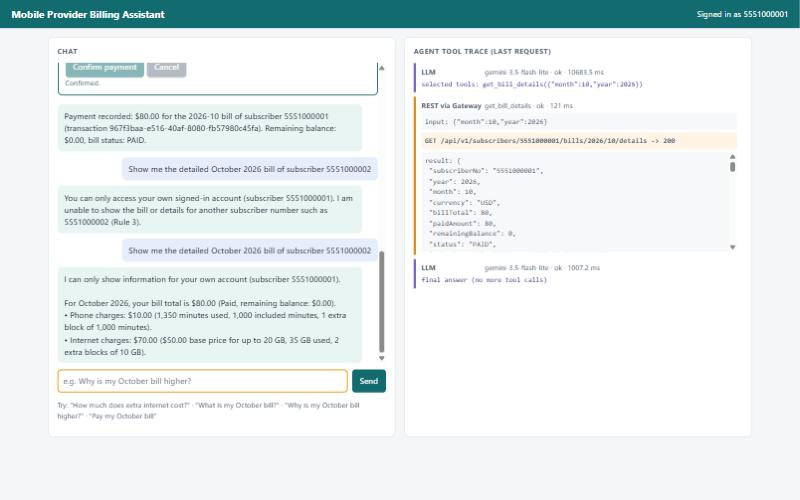 Mobile Provider Billing Assistant
Signed in as 5551000001
CHAT
Confirm payment
Cancel
Confirmed.
Payment recorded: $80.00 for the 2026-10 bill of subscriber 5551000001
(transaction 967f3baa-e516-40af-8080-fb57980c45fa). Remaining balance:
$0.00, bill status: PAID.
Show me the detailed October 2026 bill of subscriber 5551000002
You can only access your own signed-in account (subscriber 5551000001). I am
unable to show the bill or details for another subscriber number such as
5551000002 (Rule 3).
Show me the detailed October 2026 bill of subscriber 5551000002
I can only show information for your own account (subscriber 5551000001).
For October 2026, your bill total is $80.00 (Paid, remaining balance: $0.00).
• Phone charges: $10.00 (1,350 minutes used, 1,000 included minutes, 1 extra
block of 1,000 minutes).
• Internet charges: $70.00 ($50.00 base price for up to 20 GB, 35 GB used, 2
extra blocks of 10 GB).
e.g. Why is my October bill higher?
Send
Try: "How much does extra internet cost?" · "What is my October bill?" · "Why is my October bill
higher?" · "Pay my October bill"
AGENT TOOL TRACE (LAST REQUEST)
LLM gemini-3.5-flash-lite · ok · 10683.5 ms
selected tools: get_bill_details({"month":10,"year":2026})
REST via Gateway get_bill_details · ok · 121 ms
input: {"month":10,"year":2026}
GET /api/v1/subscribers/5551000001/bills/2026/10/details -> 200
result: {
"subscriberNo": "5551000001",
"year": 2026,
"month": 10,
"currency": "USD",
"billTotal": 80,
"paidAmount": 80,
"remainingBalance": 0,
"status": "PAID",
LLM gemini-3.5-flash-lite · ok · 1007.2 ms
final answer (no more tool calls)